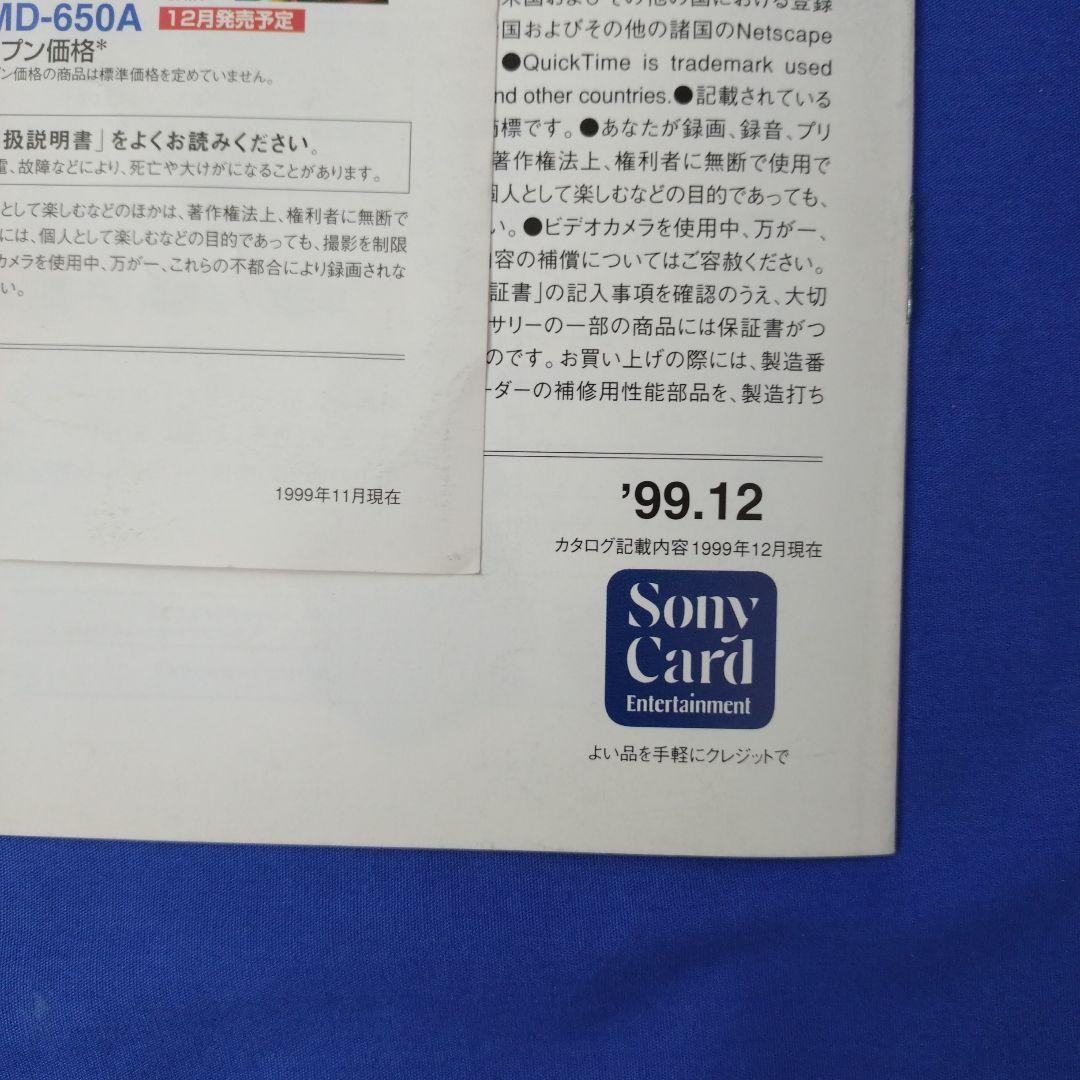 MD-650A 12月発売予定
プン価格*
プン価格の商品は標準価格を定めていません。
扱説明書」をよくお読みください。
電、故障などにより、死亡や大けがになることがあります。
として楽しむなどのほかは、著作権法上、権利者に無断で
には、個人として楽しむなどの目的であっても、撮影を制限
カメラを使用中、万が一、これらの不都合により録画されな
い。
1999年11月現在
米国およびその他の国における登録
国およびその他の諸国のNetscape
●QuickTime is trademark used
nd other countries.●記載されている
商標です。●あなたが録画、録音、プリ
著作権法上、権利者に無断で使用で
個人として楽しむなどの目的であっても、
い。●ビデオカメラを使用中、万が一、
内容の補償についてはご容赦ください。
証書」の記入事項を確認のうえ、大切
サリーの一部の商品には保証書がつ
のです。お買い上げの際には、製造番
ーダーの補修用性能部品を、製造打ち
’99.12
カタログ記載内容1999年12月現在
Sony
Card
Entertainment
よい品を手軽にクレジットで